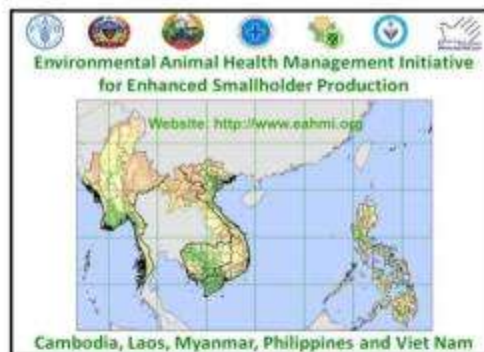 Environmental Animal Health Management Initiative
for Enhanced Smallholder Production
Website: http://www.eahmi.org
Cambodia, Laos, Myanmar, Philippines and Viet Nam